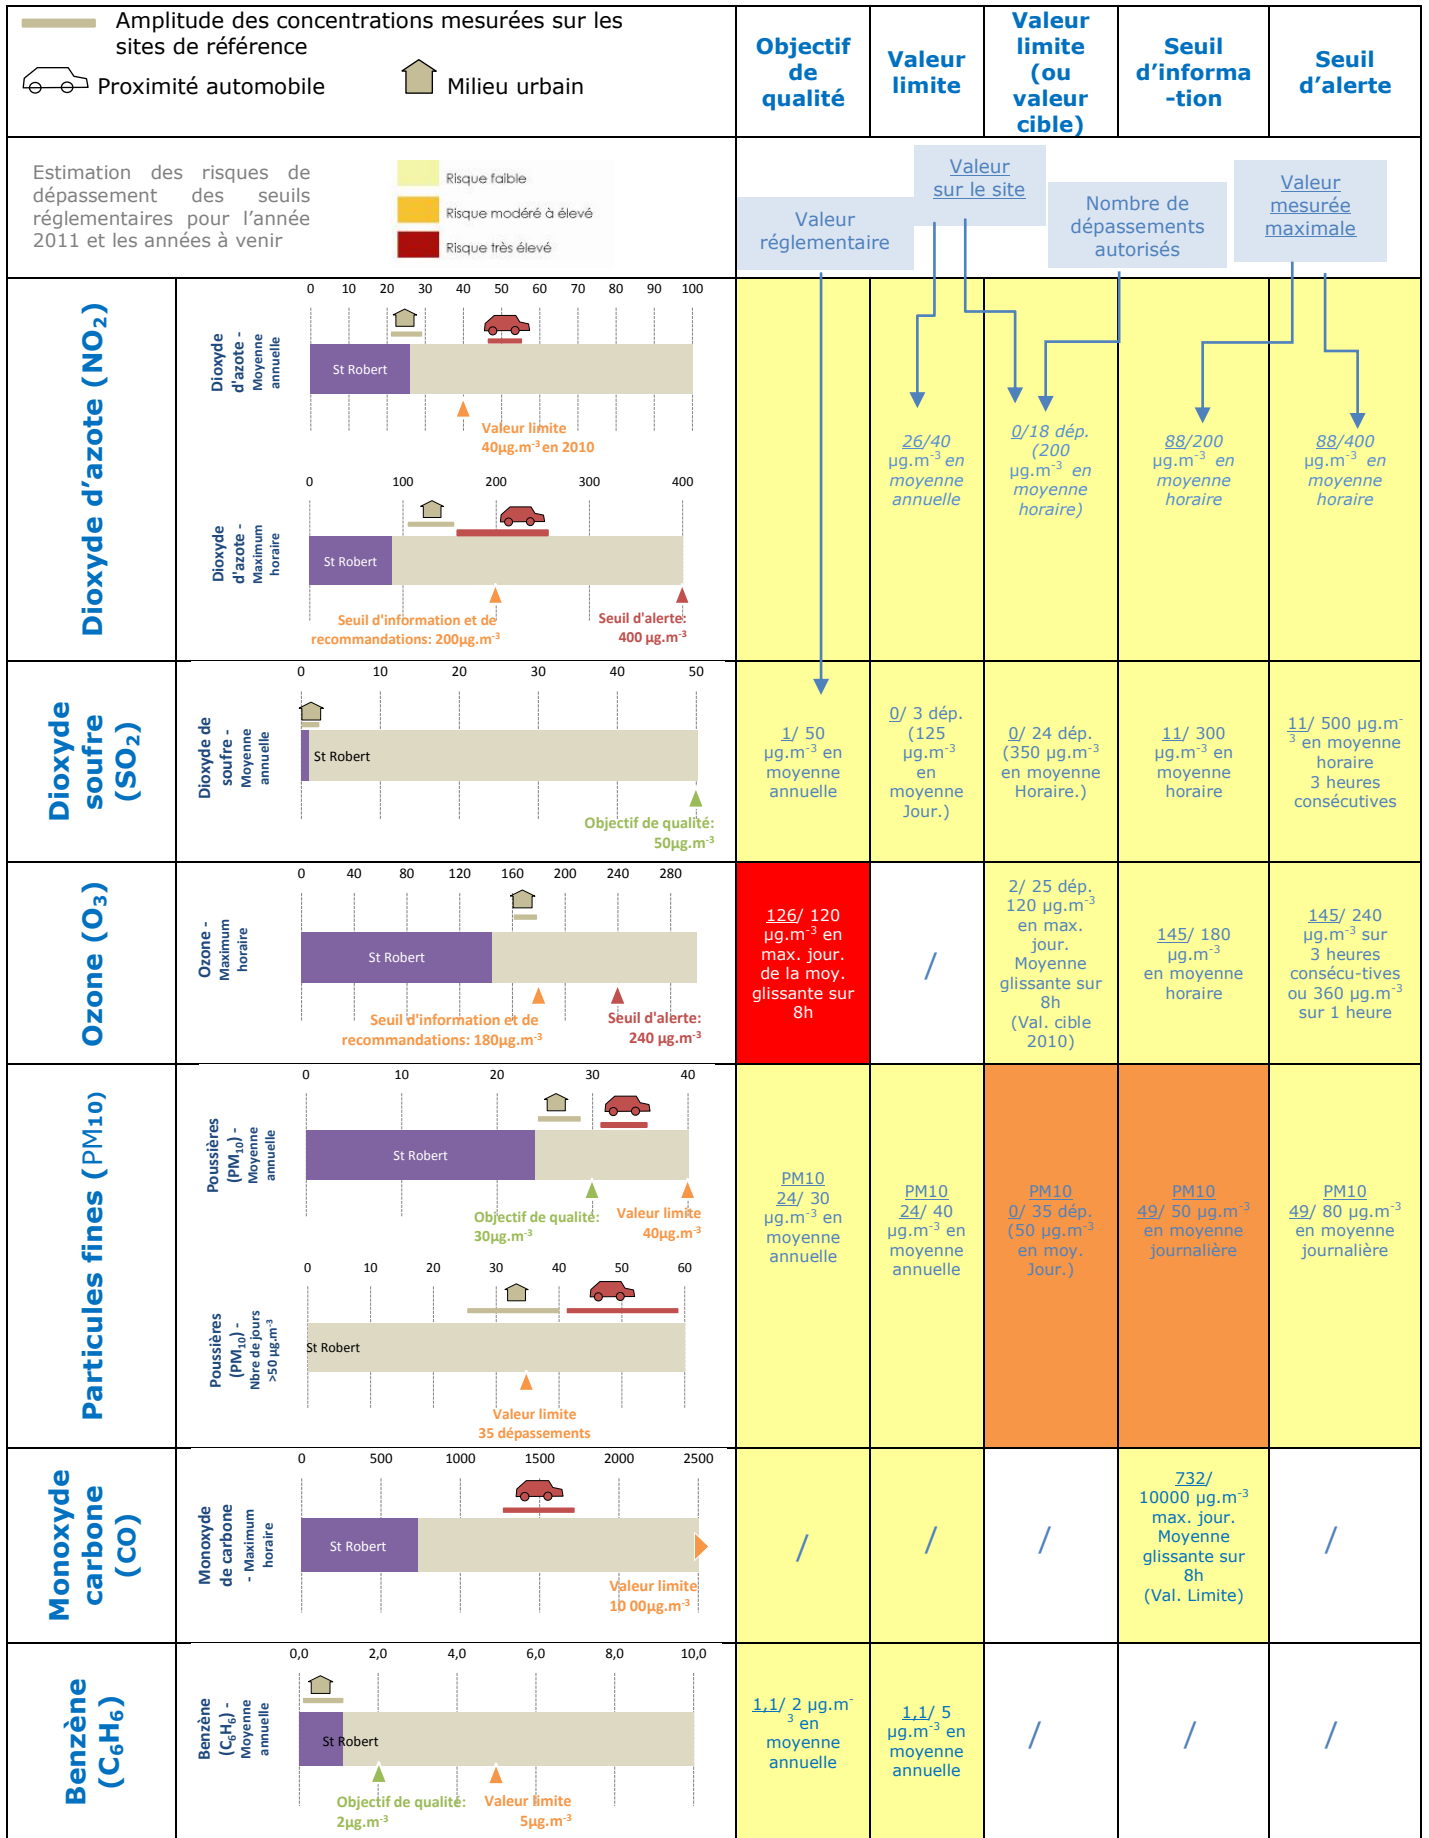 Amplitude des concentrations mesurées sur les
sites de référence
Proximité automobile
Milieu urbain
Objectif
de
qualité
Valeur
limite
Valeur
limite
(ou
valeur
cible)
Seuil
d'informa
-tion
Seuil
d'alerte
Estimation des risques de
dépassement des seuils
réglementaires pour l'année
2011 et les années à venir
Risque faible
Risque modéré à élevé
Risque très élevé
Valeur
réglementaire
Valeur
sur le site
Nombre de
dépassements
autorisés
Valeur
mesurée
maximale
Dioxyde d'azote (NO₂)
Dioxyde
d'azote -
Moyenne
annuelle
0 10 20 30 40 50 60 70 80 90 100
St Robert
Valeur limite
40µg.m⁻³ en 2010
Dioxyde
d'azote -
Maximum
horaire
0 100 200 300 400
St Robert
Seuil d'information et de
recommandations: 200µg.m⁻³
Seuil d'alerte:
400 µg.m⁻³
26/40
µg.m⁻³ en
moyenne
annuelle
0/18 dép.
(200
µg.m⁻³ en
moyenne
horaire)
88/200
µg.m⁻³ en
moyenne
horaire
88/400
µg.m⁻³ en
moyenne
horaire
Dioxyde
soufre
(SO₂)
Dioxyde de
soufre -
Moyenne
annuelle
0 10 20 30 40 50
St Robert
Objectif de qualité:
50µg.m⁻³
1/ 50
µg.m⁻³ en
moyenne
annuelle
0/ 3 dép.
(125
µg.m⁻³
en
moyenne
Jour.)
0/ 24 dép.
(350 µg.m⁻³
en moyenne
Horaire.)
11/ 300
µg.m⁻³ en
moyenne
horaire
11/ 500 µg.m⁻
³ en moyenne
horaire
3 heures
consécutives
Ozone (O₃)
Ozone -
Maximum
horaire
0 40 80 120 160 200 240 280
St Robert
Seuil d'information et de
recommandations: 180µg.m⁻³
Seuil d'alerte:
240 µg.m⁻³
126/ 120
µg.m⁻³ en
max. jour.
de la moy.
glissante sur
8h
/
2/ 25 dép.
120 µg.m⁻³
en max.
jour.
Moyenne
glissante sur
8h
(Val. cible
2010)
145/ 180
µg.m⁻³
en moyenne
horaire
145/ 240
µg.m⁻³ sur
3 heures
consécu-tives
ou 360 µg.m⁻³
sur 1 heure
Particules fines (PM10)
Poussières
(PM₁₀) -
Moyenne
annuelle
0 10 20 30 40
St Robert
Objectif de qualité:
30µg.m⁻³
Valeur limite
40µg.m⁻³
Poussières
(PM₁₀) -
Nbre de jours
>50 µg.m⁻³
0 10 20 30 40 50 60
St Robert
Valeur limite
35 dépassements
PM10
24/ 30
µg.m⁻³ en
moyenne
annuelle
PM10
24/ 40
µg.m⁻³ en
moyenne
annuelle
PM10
0/ 35 dép.
(50 µg.m⁻³
en moy.
Jour.)
PM10
49/ 50 µg.m⁻³
en moyenne
journalière
PM10
49/ 80 µg.m⁻³
en moyenne
journalière
Monoxyde
carbone
(CO)
Monoxyde
de carbone
- Maximum
horaire
0 500 1000 1500 2000 2500
St Robert
Valeur limite
10 00µg.m⁻³
/
/
/
732/
10000 µg.m⁻³
max. jour.
Moyenne
glissante sur
8h
(Val. Limite)
/
Benzène
(C₆H₆)
Benzène
(C₆H₆) -
Moyenne
annuelle
0,0 2,0 4,0 6,0 8,0 10,0
St Robert
Objectif de qualité:
2µg.m⁻³
Valeur limite
5µg.m⁻³
1,1/ 2 µg.m⁻
³ en
moyenne
annuelle
1,1/ 5
µg.m⁻³ en
moyenne
annuelle
/
/
/